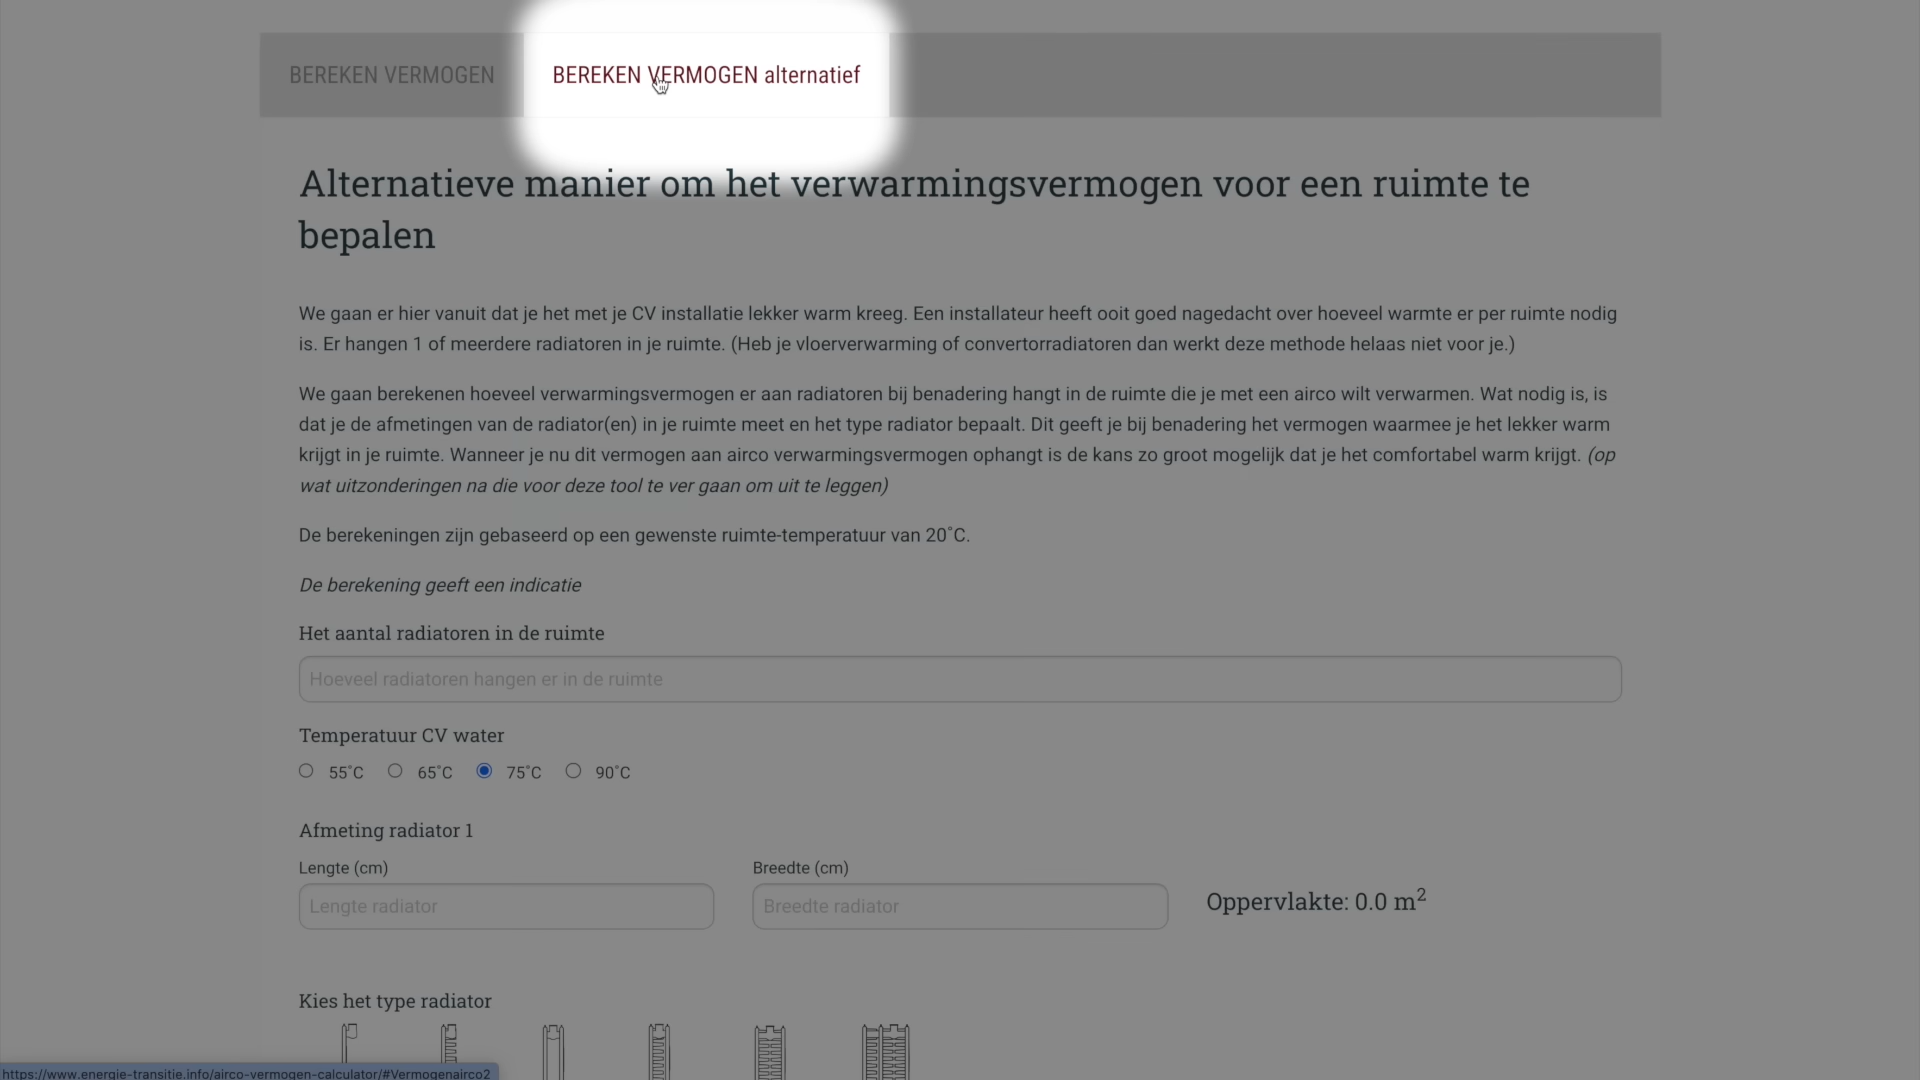 BEREKEN VERMOGEN
BEREKEN VERMOGEN alternatief
Alternatieve manier om het verwarmingsvermogen voor een ruimte te
bepalen
We gaan er hier vanuit dat je het met je CV installatie lekker warm kreeg. Een installateur heeft ooit goed nagedacht over hoeveel warmte er per ruimte nodig
is. Er hangen 1 of meerdere radiatoren in je ruimte. (Heb je vloerverwarming of convertorradiatoren dan werkt deze methode helaas niet voor je.)
We gaan berekenen hoeveel verwarmingsvermogen er aan radiatoren bij benadering hangt in de ruimte die je met een airco wilt verwarmen. Wat nodig is, is
dat je de afmetingen van de radiator(en) in je ruimte meet en het type radiator bepaalt. Dit geeft je bij benadering het vermogen waarmee je het lekker warm
krijgt in je ruimte. Wanneer je nu dit vermogen aan airco verwarmingsvermogen ophangt is de kans zo groot mogelijk dat je het comfortabel warm krijgt. (op
wat uitzonderingen na die voor deze tool te ver gaan om uit te leggen)
De berekeningen zijn gebaseerd op een gewenste ruimte-temperatuur van 20˚C.
De berekening geeft een indicatie
Het aantal radiatoren in de ruimte
Hoeveel radiatoren hangen er in de ruimte
Temperatuur CV water
55˚C 65˚C 75˚C 90˚C
Afmeting radiator 1
Lengte (cm) Breedte (cm)
Lengte radiator Breedte radiator Oppervlakte: 0.0 m²
Kies het type radiator
https://www.energie-transitie.info/airco-vermogen-calculator/#Vermogenairco2